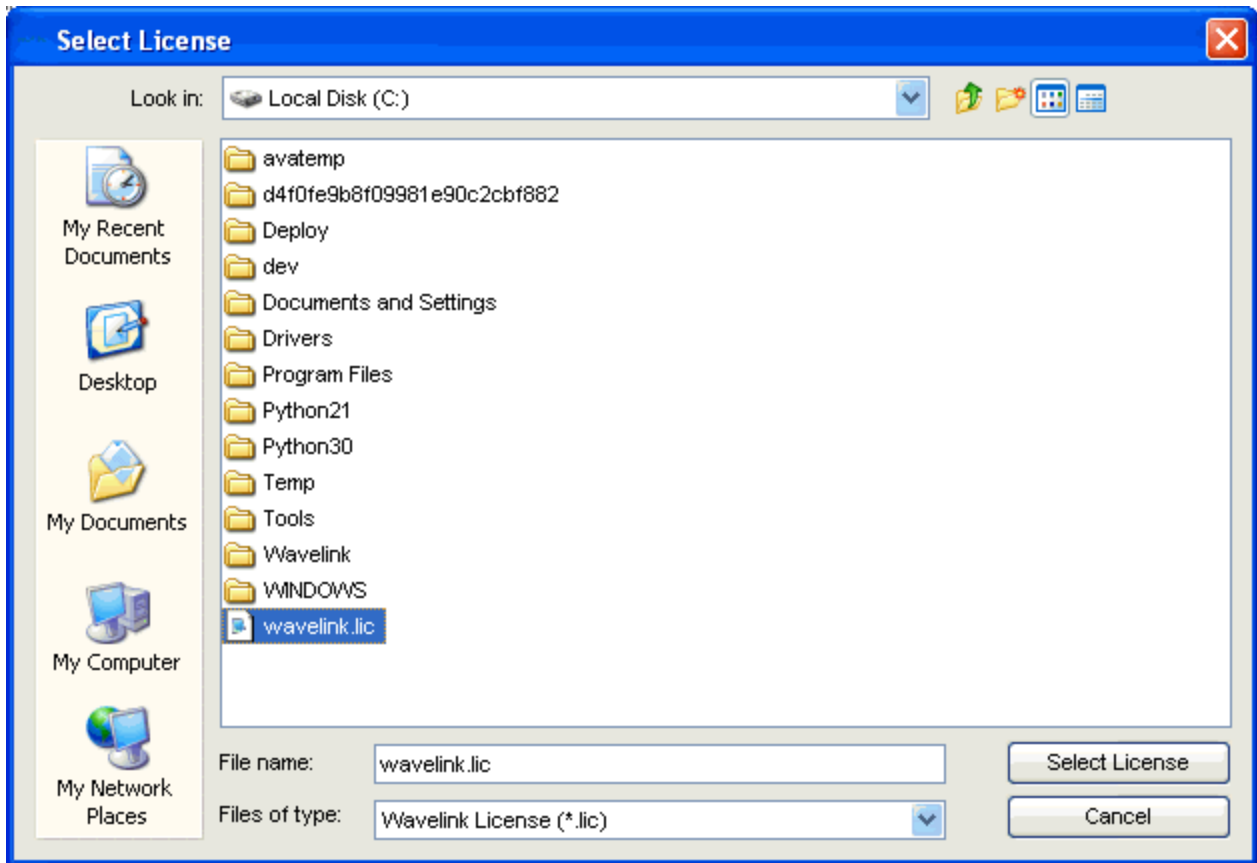 Select License
Look in:
Local Disk (C:)
My Recent
Documents
Desktop
My Documents
My Computer
My Network
Places
avatemp
d4f0fe9b8f09981e90c2cbf882
Deploy
dev
Documents and Settings
Drivers
Program Files
Python21
Python30
Temp
Tools
Wavelink
WINDOWS
wavelink.lic
File name:
wavelink.lic
Select License
Files of type:
Wavelink License (*.lic)
Cancel